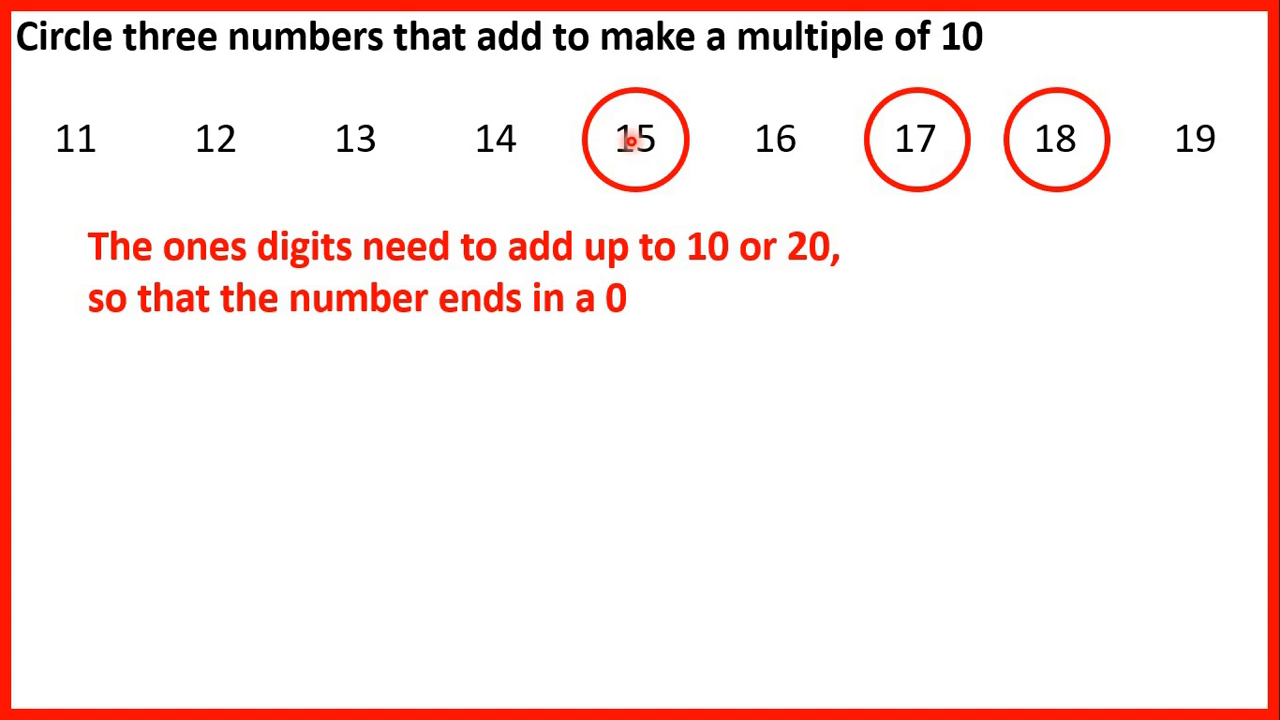 Circle three numbers that add to make a multiple of 10
11 12 13 14 15 16 17 18 19
The ones digits need to add up to 10 or 20,
so that the number ends in a 0